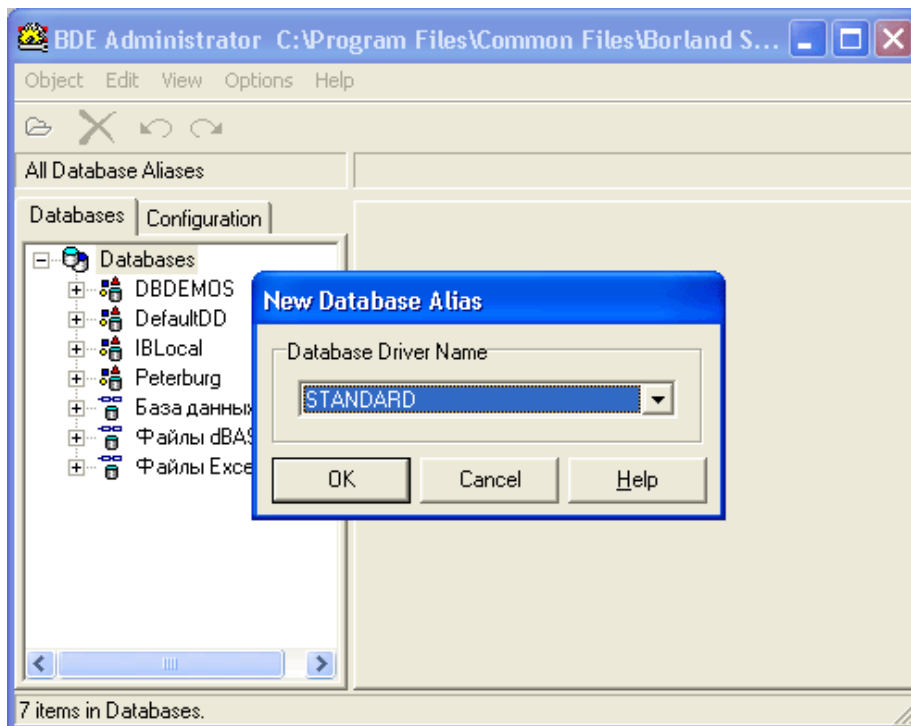 BDE Administrator C:\Program Files\Common Files\Borland S...
Object Edit View Options Help
All Database Aliases
Databases Configuration
Databases
DBDEMOS
DefaultDD
IBLocal
Peterburg
База данных
Файлы dBAS
Файлы Exce
New Database Alias
Database Driver Name
STANDARD
OK Cancel Help
7 items in Databases.